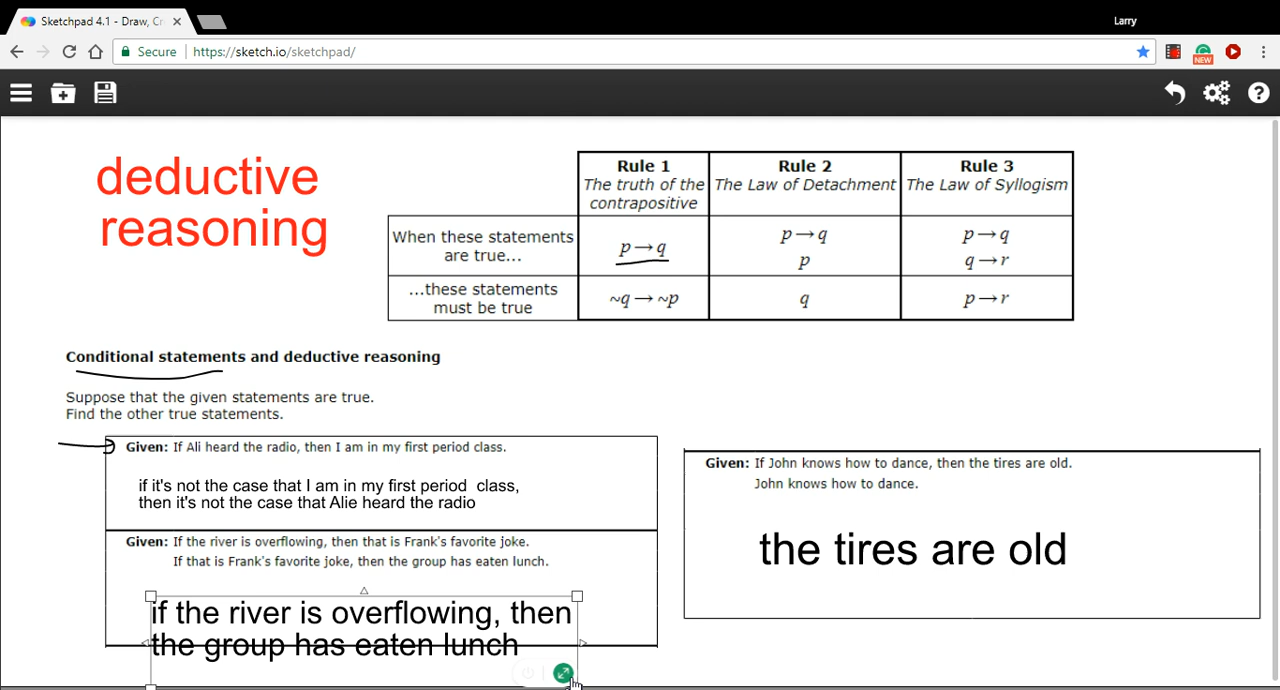 Sketchpad 4.1 - Draw, Cr
Larry
Secure
https://sketch.io/sketchpad/
NEW
deductive
reasoning
Rule 1
The truth of the
contrapositive
Rule 2
The Law of Detachment
Rule 3
The Law of Syllogism
When these statements
are true...
p→q
p→q
p
p→q
q→r
...these statements
must be true
~q→~p
q
p→r
Conditional statements and deductive reasoning
Suppose that the given statements are true.
Find the other true statements.
Given: If Ali heard the radio, then I am in my first period class.
if it's not the case that I am in my first period class,
then it's not the case that Alie heard the radio
Given: If the river is overflowing, then that is Frank's favorite joke.
If that is Frank's favorite joke, then the group has eaten lunch.
if the river is overflowing, then
the group has eaten lunch
Given: If John knows how to dance, then the tires are old.
John knows how to dance.
the tires are old